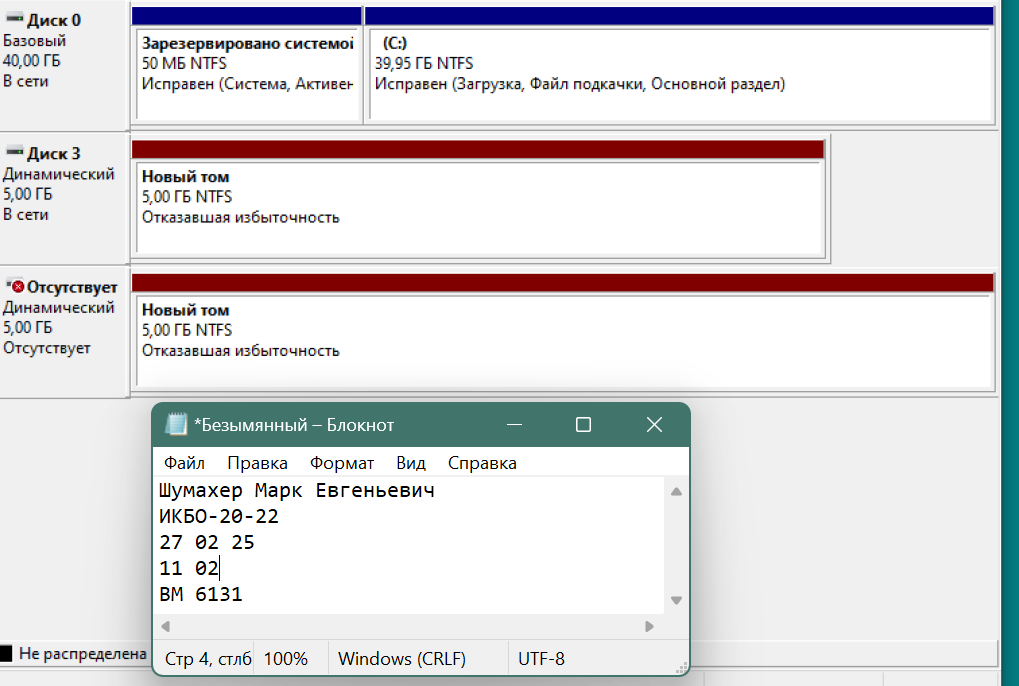 Диск 0
Базовый
40,00 ГБ
В сети
Зарезервировано системой
50 МБ NTFS
Исправен (Система, Активен
(C:)
39,95 ГБ NTFS
Исправен (Загрузка, Файл подкачки, Основной раздел)
Диск 3
Динамический
5,00 ГБ
В сети
Новый том
5,00 ГБ NTFS
Отказавшая избыточность
Отсутствует
Динамический
5,00 ГБ
Отсутствует
Новый том
5,00 ГБ NTFS
Отказавшая избыточность
*Безымянный – Блокнот
Файл Правка Формат Вид Справка
Шумахер Марк Евгеньевич
ИКБО-20-22
27 02 25
11 02
ВМ 6131
Стр 4, стлб 100% Windows (CRLF) UTF-8
Не распределена